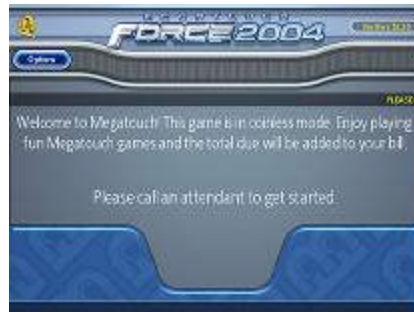 MEGATOUCH
FORCE 2004
Options
PLEASE
Welcome to Megatouch! This game is in coinless mode. Enjoy playing
fun Megatouch games and the total due will be added to your bill.
Please call an attendant to get started.